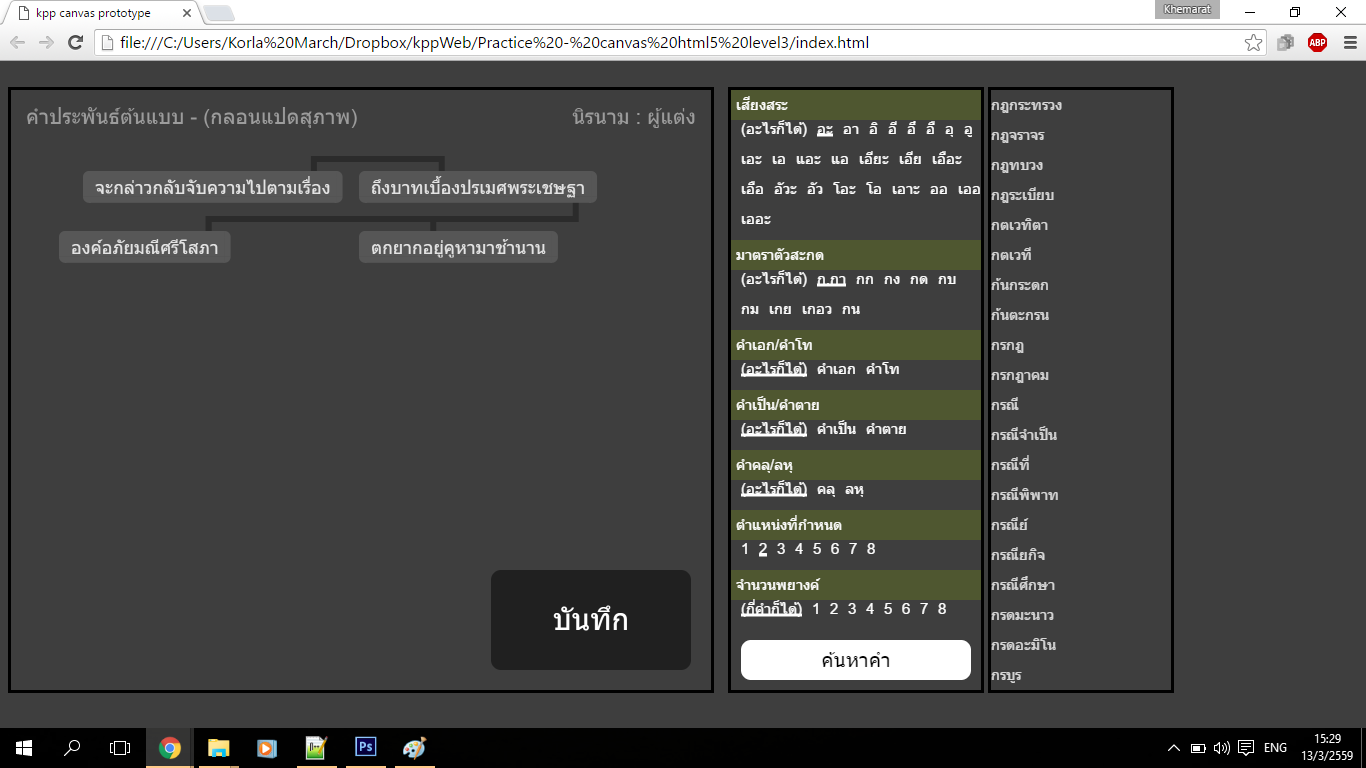 kpp canvas prototype
Khemarat
file:///C:/Users/Korla%20March/Dropbox/kppWeb/Practice%20-%20canvas%20html5%20level3/index.html
ABP
คำประพันธ์ต้นแบบ - (กลอนแปดสุภาพ) นิรนาม : ผู้แต่ง
จะกล่าวกลับจับความไปตามเรื่อง ถึงบาทเบื้องปรเมศพระเชษฐา
องค์อภัยมณีศรีโสภา ตกยากอยู่คูหามาช้านาน
บันทึก
เสียงสระ
(อะไรก็ได้) อะ อา อิ อี อึ อือ อุ อู
เอะ เอ แอะ แอ เอียะ เอีย เอือะ
เอือ อัวะ อัว โอะ โอ เอาะ ออ เออ
เออะ
มาตราตัวสะกด
(อะไรก็ได้) ก.กา กก กง กด กบ
กม เกย เกอว กน
คำเอก/คำโท
(อะไรก็ได้) คำเอก คำโท
คำเป็น/คำตาย
(อะไรก็ได้) คำเป็น คำตาย
คำคลุ/ลหุ
(อะไรก็ได้) คลุ ลหุ
ตำแหน่งที่กำหนด
1 2 3 4 5 6 7 8
จำนวนพยางค์
(กี่คำก็ได้) 1 2 3 4 5 6 7 8
ค้นหาคำ
กฎกระทรวง
กฎจราจร
กฎทบวง
กฎระเบียบ
กตเวทิตา
กตเวที
ก้นกระดก
ก้นตะกรน
กรกฎ
กรกฎาคม
กรณี
กรณีจำเป็น
กรณีที่
กรณีพิพาท
กรณีย์
กรณียกิจ
กรณีศึกษา
กรดมะนาว
กรดอะมิโน
กรบูร
Ps
ENG
15:29
13/3/2559